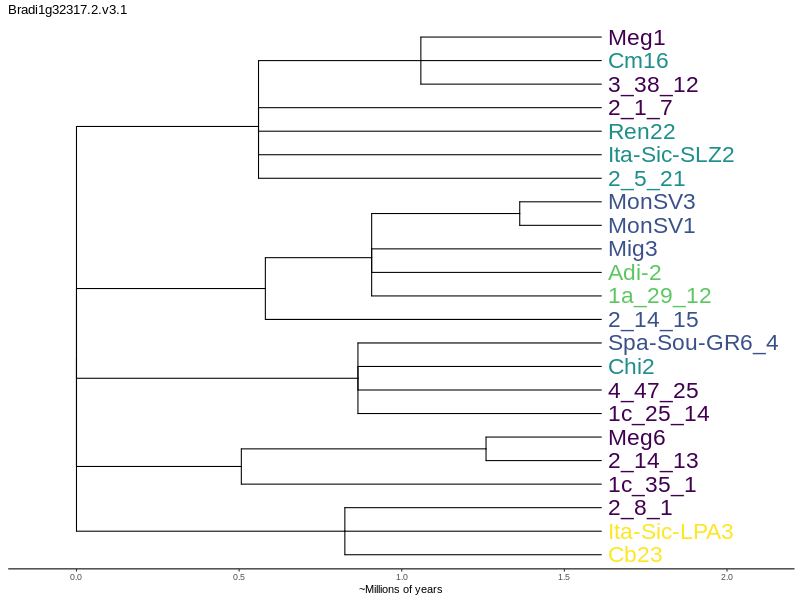 Bradi1g32317.2.v3.1
Meg1
Cm16
3_38_12
2_1_7
Ren22
Ita-Sic-SLZ2
2_5_21
MonSV3
MonSV1
Mig3
Adi-2
1a_29_12
2_14_15
Spa-Sou-GR6_4
Chi2
4_47_25
1c_25_14
Meg6
2_14_13
1c_35_1
2_8_1
Ita-Sic-LPA3
Cb23
0.0 0.5 1.0 1.5 2.0
~Millions of years